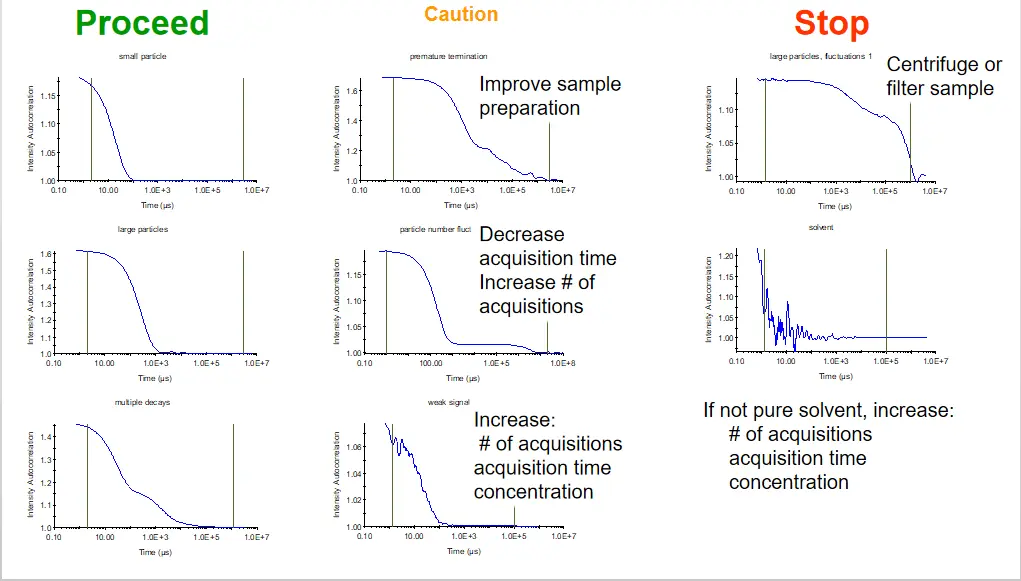 Proceed
small particle
Intensity Autocorrelation
1.15
1.10
1.05
1.00
0.10 10.00 1.0E+3 1.0E+5 1.0E+7
Time (µs)
large particles
Intensity Autocorrelation
1.6
1.5
1.4
1.3
1.2
1.1
1.0
0.10 10.00 1.0E+3 1.0E+5 1.0E+7
Time (µs)
multiple decays
Intensity Autocorrelation
1.4
1.3
1.2
1.1
1.0
0.10 10.00 1.0E+3 1.0E+5 1.0E+7
Time (µs)
Caution
premature termination
Improve sample
preparation
Intensity Autocorrelation
1.6
1.4
1.2
1.0
0.10 10.00 1.0E+3 1.0E+5 1.0E+7
Time (µs)
particle number fluct
Decrease
acquisition time
Increase # of
acquisitions
Intensity Autocorrelation
1.15
1.10
1.05
1.00
0.10 100.00 1.0E+5 1.0E+8
Time (µs)
weak signal
Increase:
# of acquisitions
acquisition time
concentration
Intensity Autocorrelation
1.06
1.04
1.02
1.00
0.10 10.00 1.0E+3 1.0E+5 1.0E+7
Time (µs)
Stop
large particles, fluctuations 1
Centrifuge or
filter sample
Intensity Autocorrelation
1.10
1.05
1.00
0.10 10.00 1.0E+3 1.0E+5 1.0E+7
Time (µs)
solvent
Intensity Autocorrelation
1.20
1.15
1.10
1.05
1.00
0.10 10.00 1.0E+3 1.0E+5 1.0E+7
Time (µs)
If not pure solvent, increase:
# of acquisitions
acquisition time
concentration